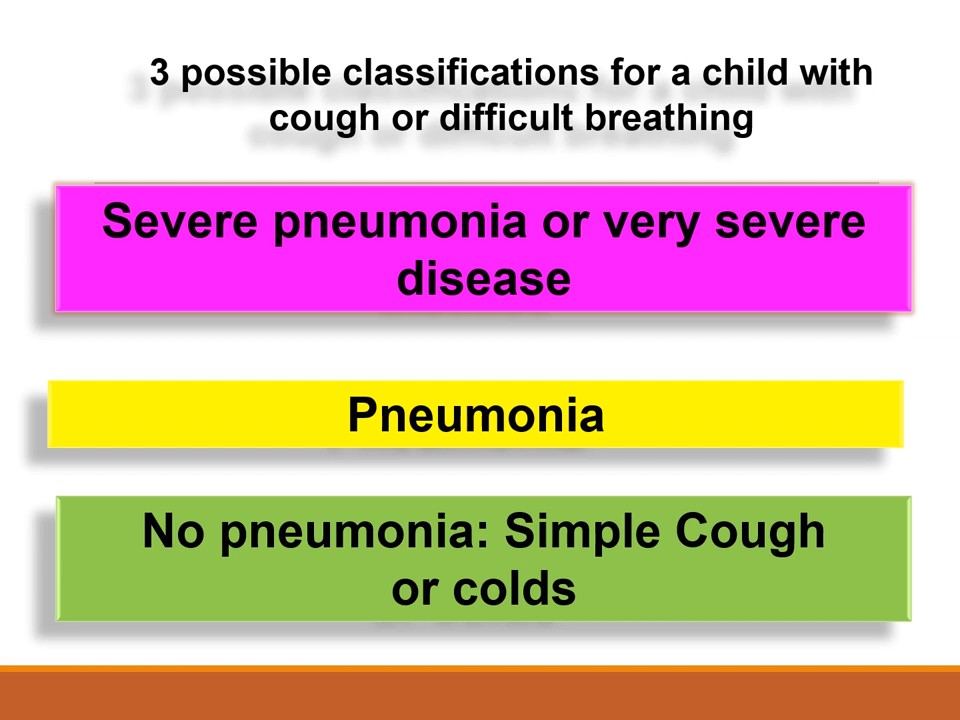 3 possible classifications for a child with
cough or difficult breathing
Severe pneumonia or very severe
disease
Pneumonia
No pneumonia: Simple Cough
or colds